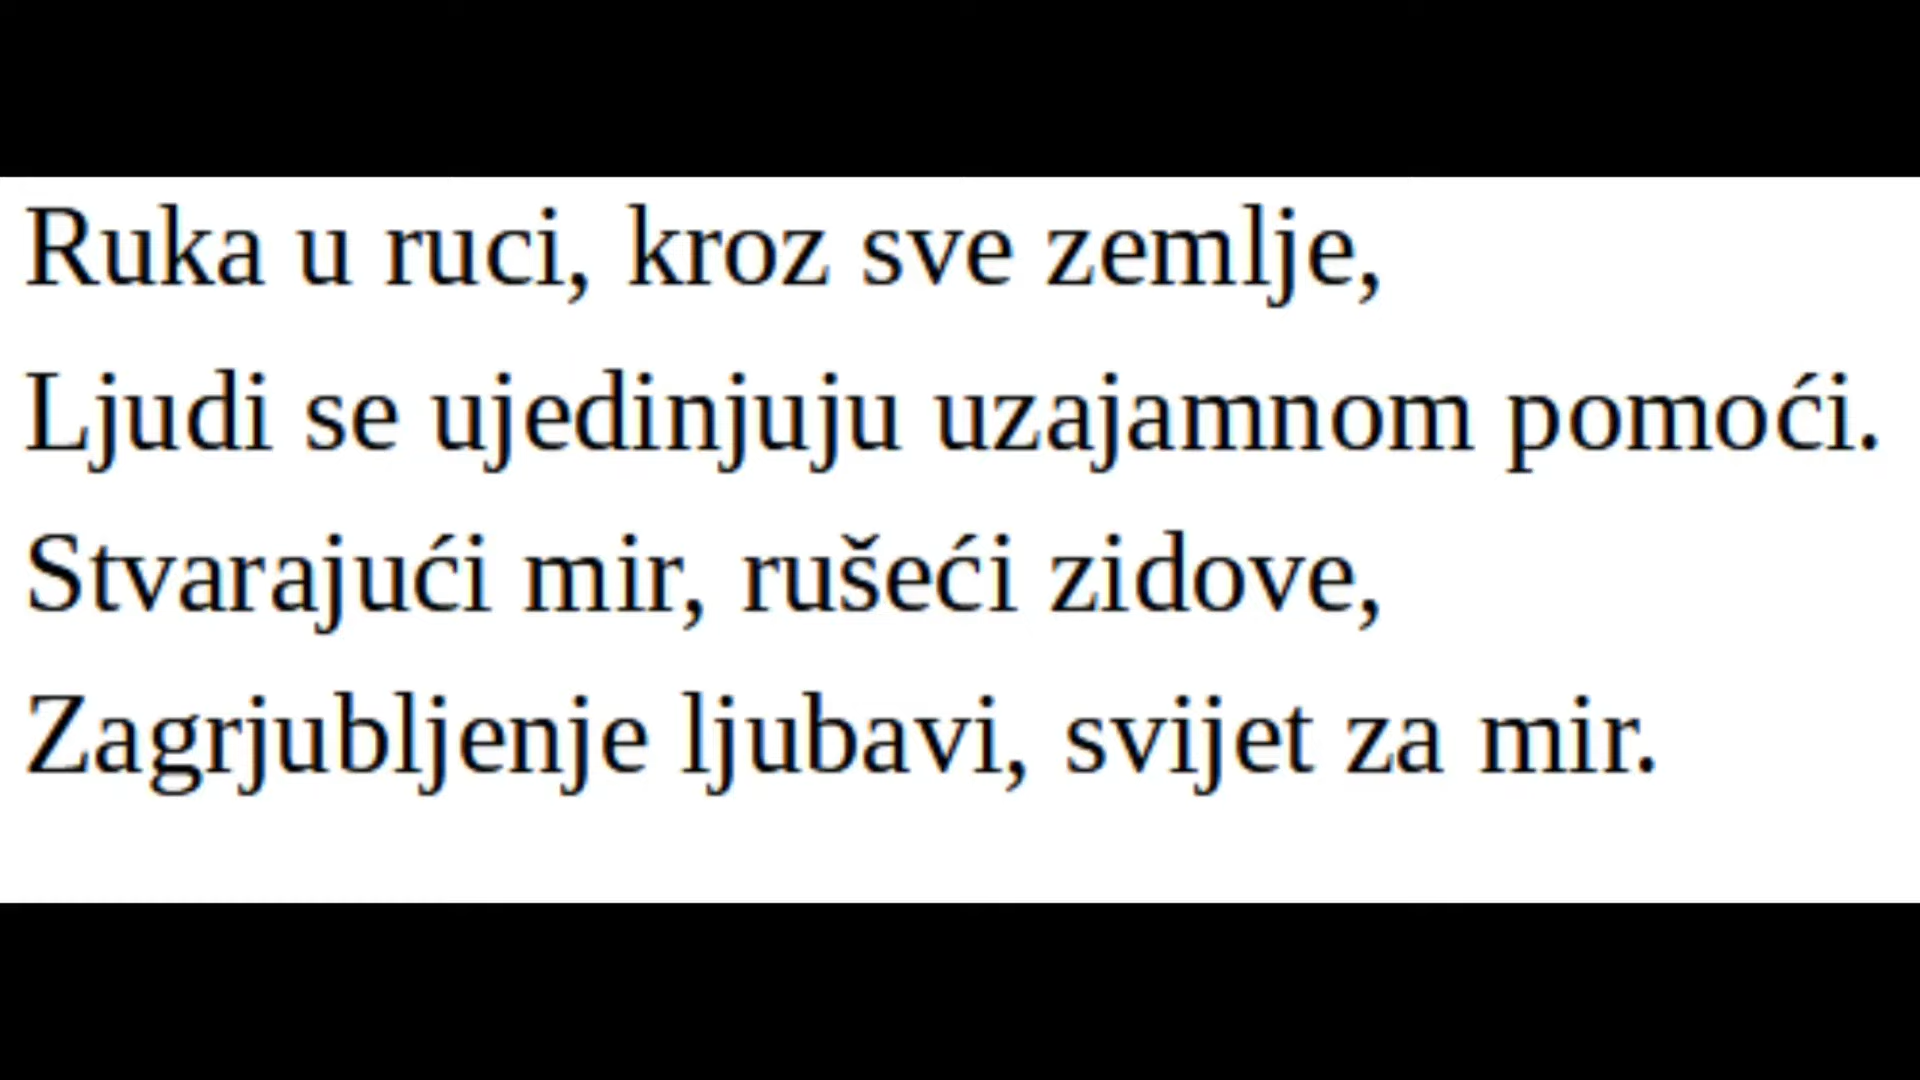 Ruka u ruci, kroz sve zemlje,
Ljudi se ujedinjuju uzajamnom pomoći.
Stvarajući mir, rušeći zidove,
Zagrjubljenje ljubavi, svijet za mir.